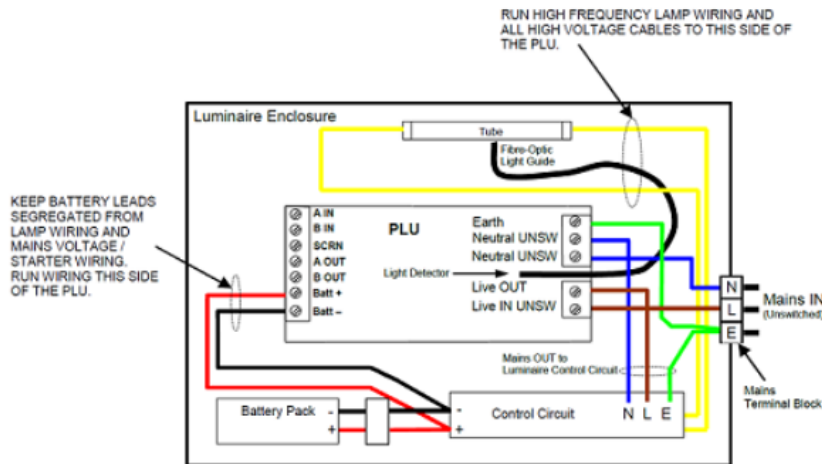 RUN HIGH FREQUENCY LAMP WIRING AND
ALL HIGH VOLTAGE CABLES TO THIS SIDE OF
THE PLU.
Luminaire Enclosure
Tube
Fibre-Optic
Light Guide
KEEP BATTERY LEADS
SEGREGATED FROM
LAMP WIRING AND
MAINS VOLTAGE /
STARTER WIRING.
RUN WIRING THIS SIDE
OF THE PLU.
A IN
B IN
SCRN
A OUT
B OUT
Batt +
Batt –
PLU
Light Detector
Earth
Neutral UNSW
Neutral UNSW
Live OUT
Live IN UNSW
N
L
E
Mains IN
(Unswitched)
Mains OUT to
Luminaire Control Circuit
Mains
Terminal Block
Battery Pack
-
+
-
+
Control Circuit
N L E